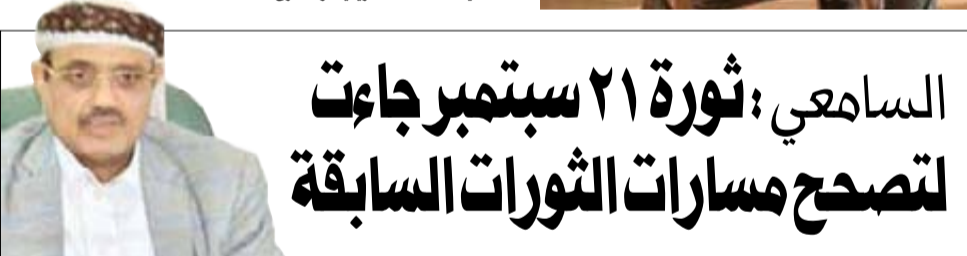 السامعي : ثورة ٢١ سبتمبر جاءت
لتصحح مسارات الثورات السابقة